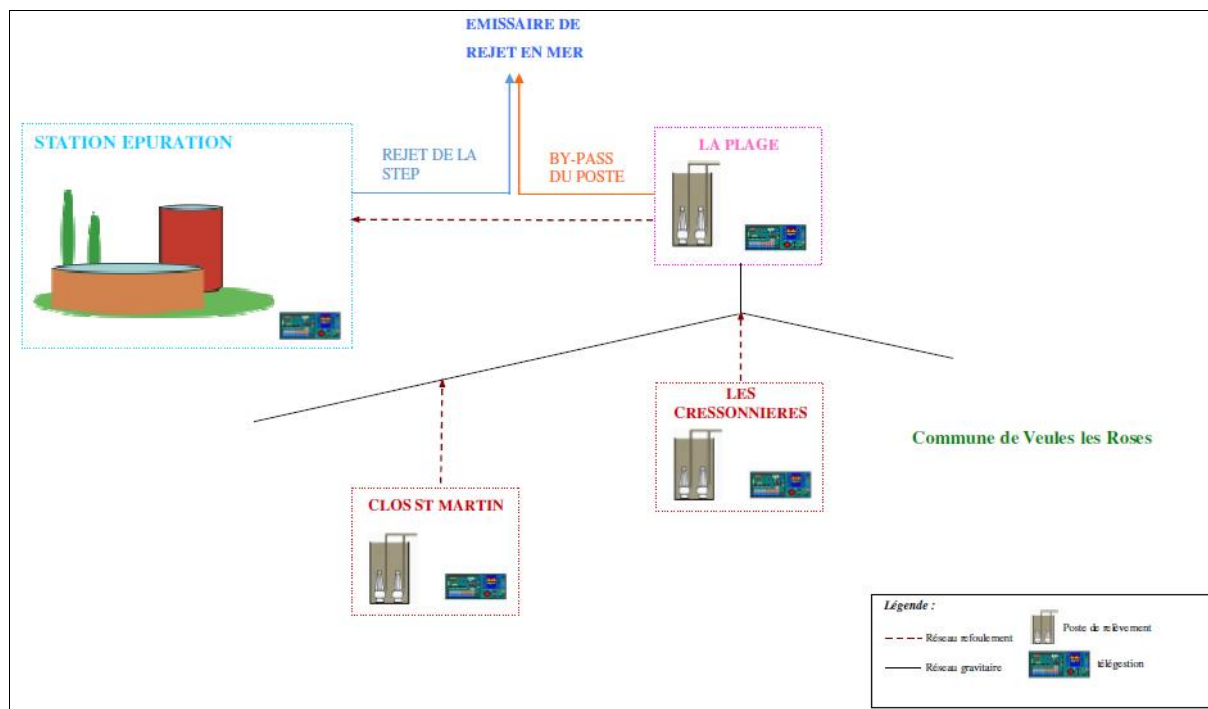 EMISSAIRE DE
REJET EN MER
STATION EPURATION
REJET DE LA
STEP
BY-PASS
DU POSTE
LA PLAGE
LES
CRESSONNIERES
Commune de Veules les Roses
CLOS ST MARTIN
Légende :
Réseau refoulement
Poste de relèvement
Réseau gravitaire
télégestion